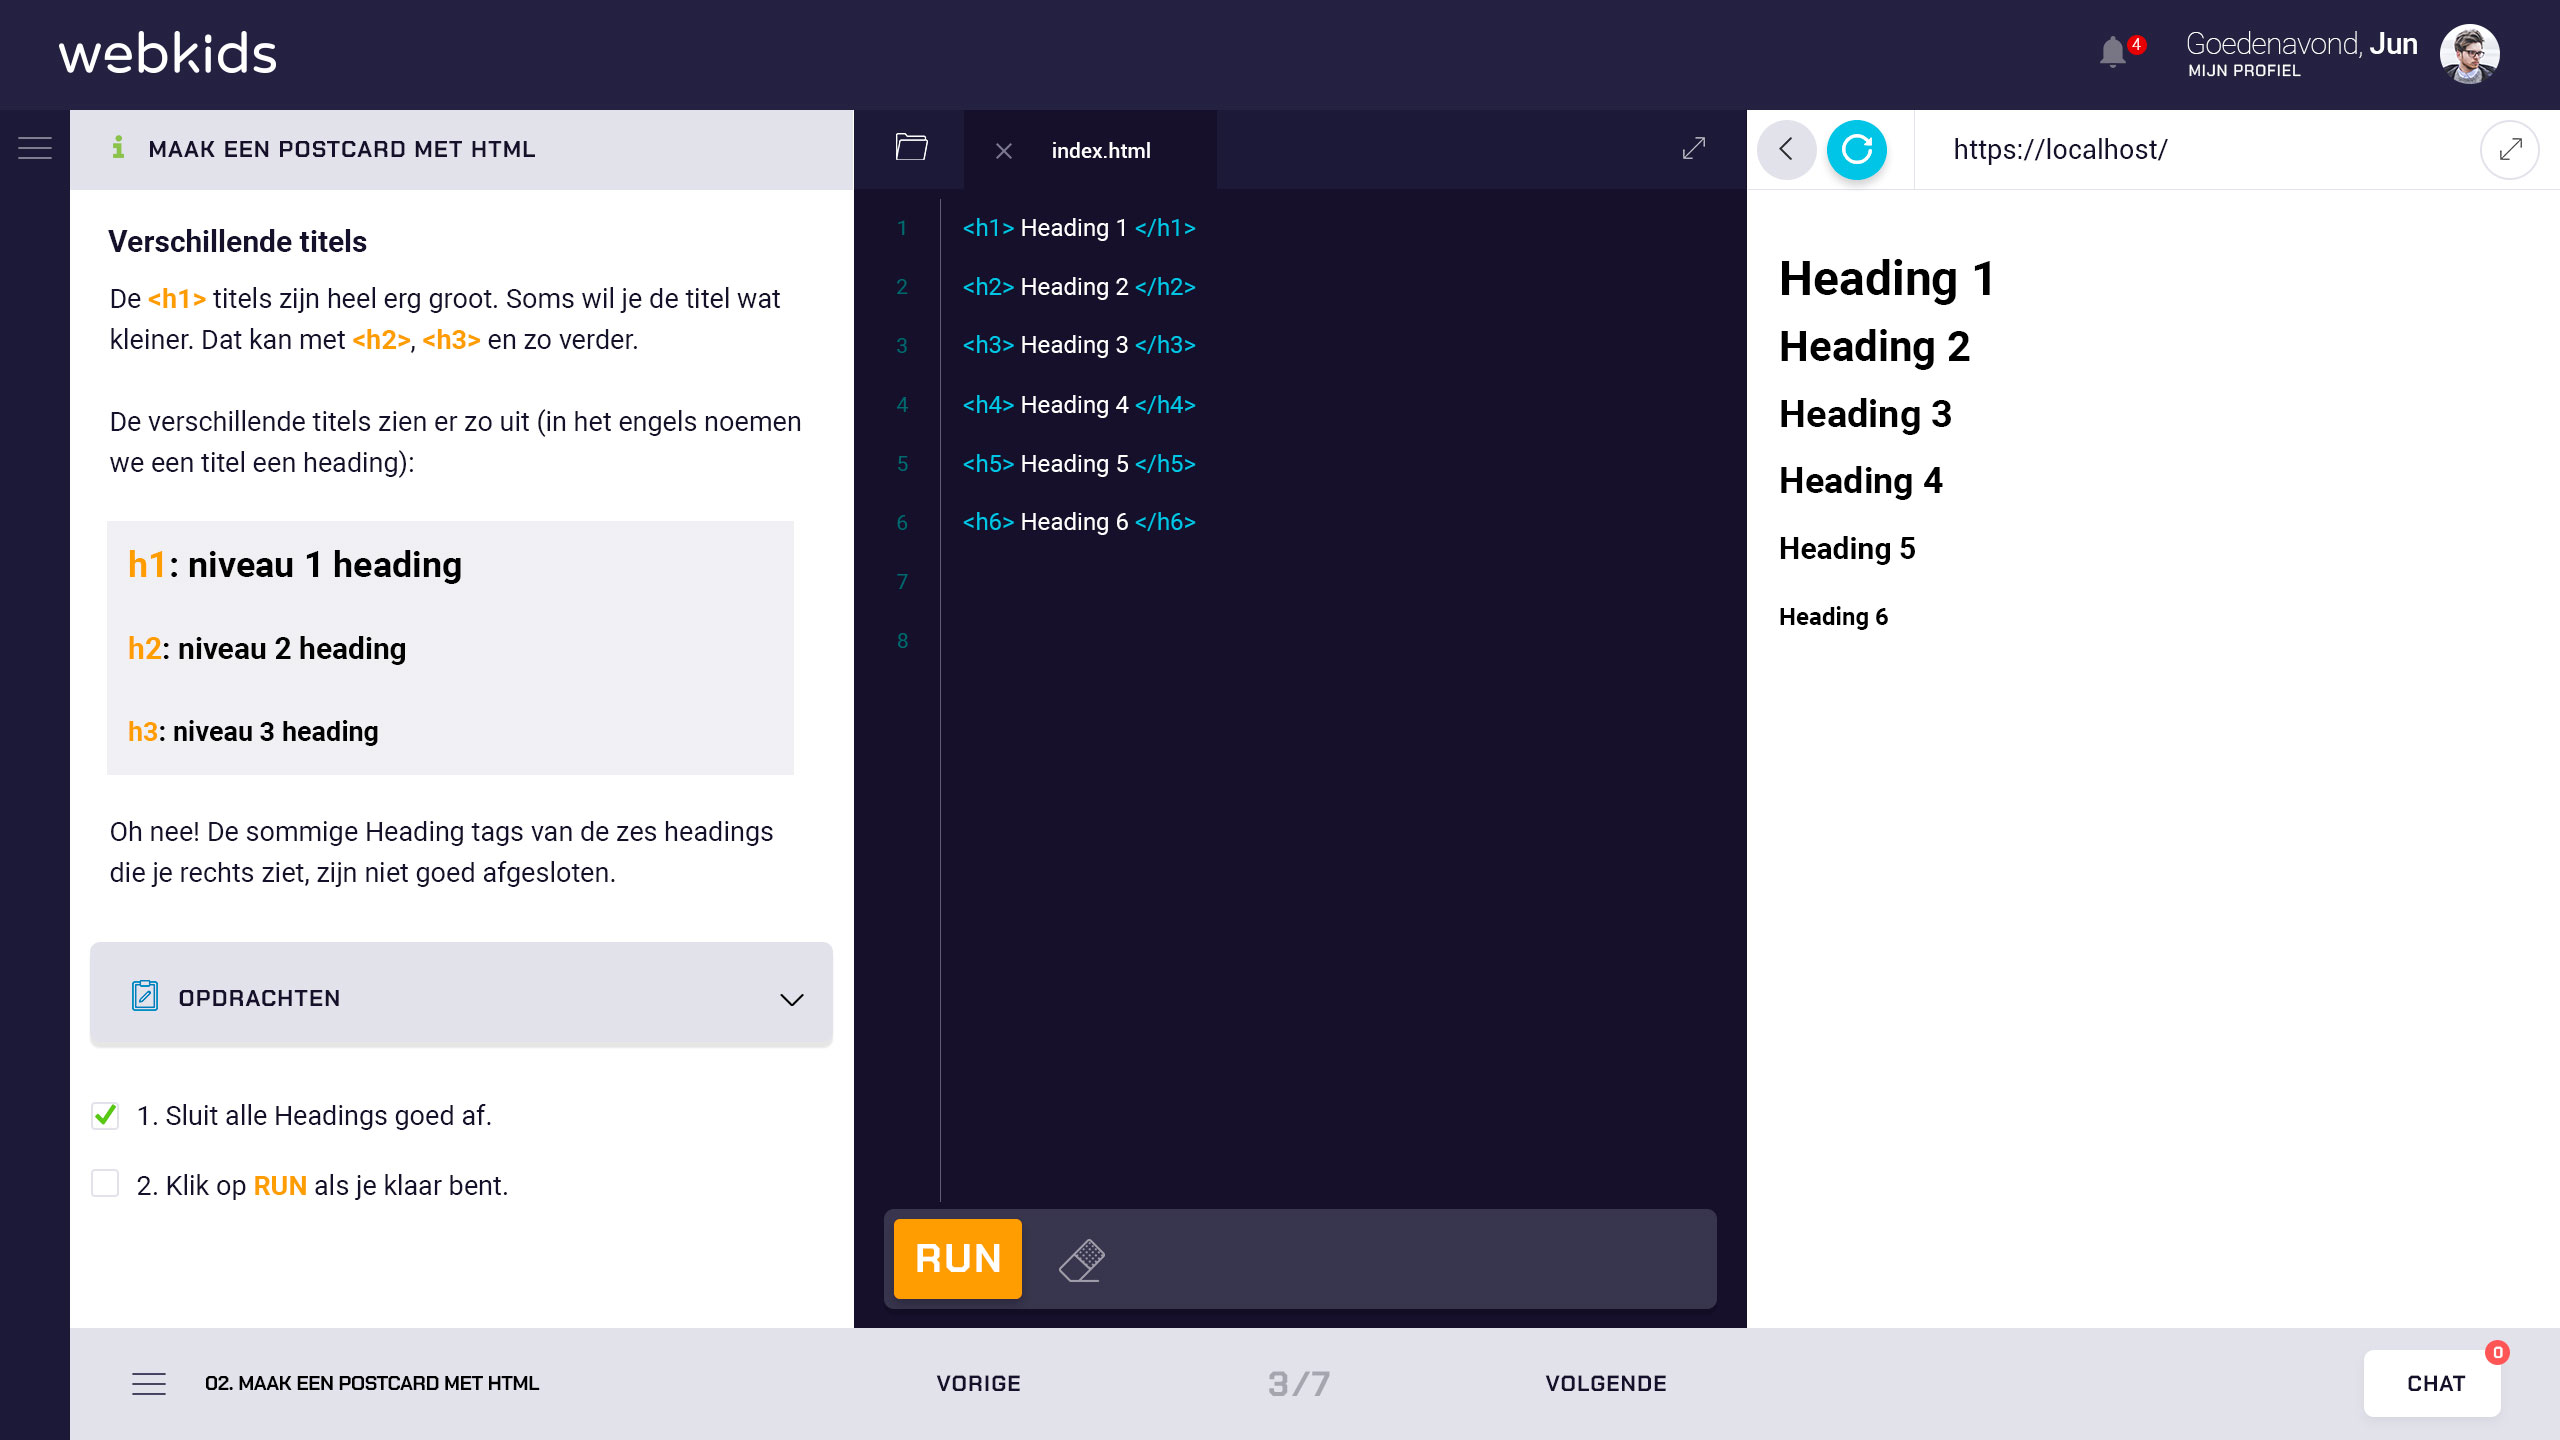 webkids
4
Goedenavond, Jun
MIJN PROFIEL
MAAK EEN POSTCARD MET HTML
Verschillende titels
De <h1> titels zijn heel erg groot. Soms wil je de titel wat
kleiner. Dat kan met <h2>, <h3> en zo verder.
De verschillende titels zien er zo uit (in het engels noemen
we een titel een heading):
h1: niveau 1 heading
h2: niveau 2 heading
h3: niveau 3 heading
Oh nee! De sommige Heading tags van de zes headings
die je rechts ziet, zijn niet goed afgesloten.
OPDRACHTEN
1. Sluit alle Headings goed af.
2. Klik op RUN als je klaar bent.
index.html
1 <h1> Heading 1 </h1>
2 <h2> Heading 2 </h2>
3 <h3> Heading 3 </h3>
4 <h4> Heading 4 </h4>
5 <h5> Heading 5 </h5>
6 <h6> Heading 6 </h6>
7
8
RUN
https://localhost/
Heading 1
Heading 2
Heading 3
Heading 4
Heading 5
Heading 6
02. MAAK EEN POSTCARD MET HTML
VORIGE
3/7
VOLGENDE
CHAT
0